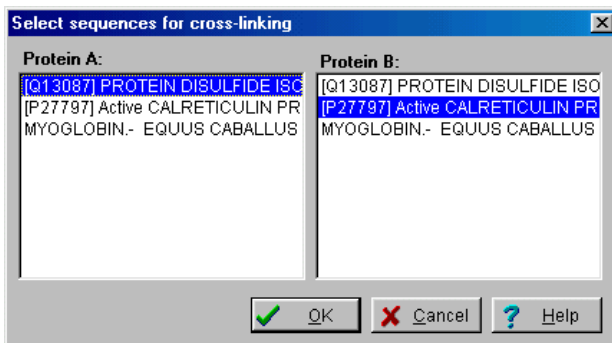 Select sequences for cross-linking
Protein A:
[Q13087] PROTEIN DISULFIDE ISO
[P27797] Active CALRETICULIN PR
MYOGLOBIN.- EQUUS CABALLUS
Protein B:
[Q13087] PROTEIN DISULFIDE ISO
[P27797] Active CALRETICULIN PR
MYOGLOBIN.- EQUUS CABALLUS
OK
Cancel
Help